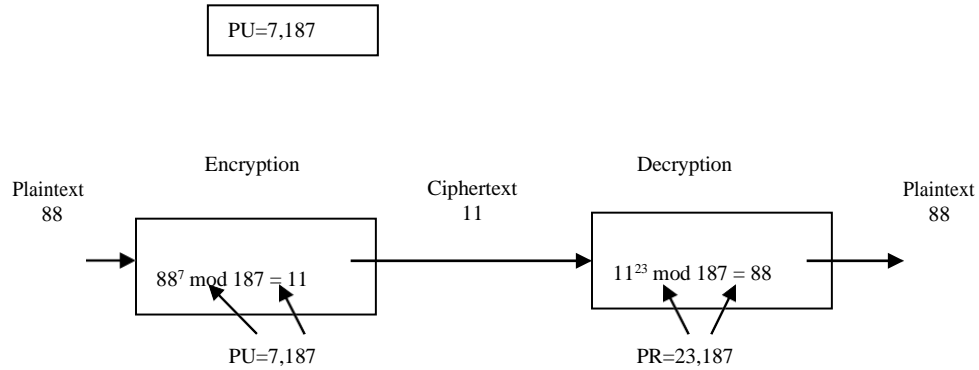 PU=7,187
Encryption
Decryption
Plaintext
88
Ciphertext
11
Plaintext
88
88⁷ mod 187 = 11
11²³ mod 187 = 88
PU=7,187
PR=23,187